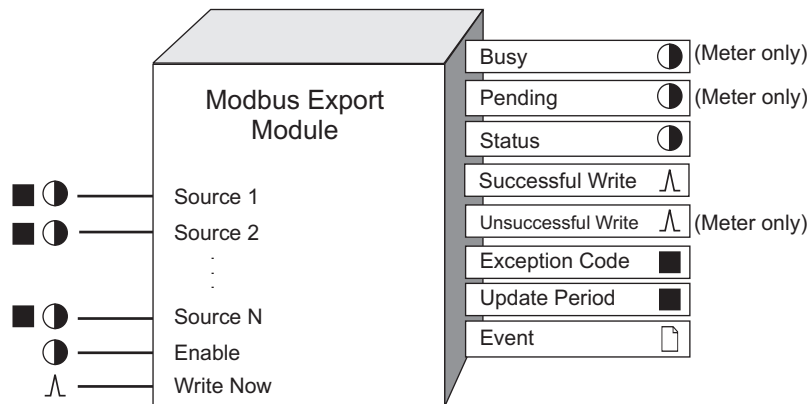 Modbus Export
Module
Source 1
Source 2
.
.
.
Source N
Enable
Write Now
Busy
(Meter only)
Pending
(Meter only)
Status
Successful Write
Unsuccessful Write
(Meter only)
Exception Code
Update Period
Event